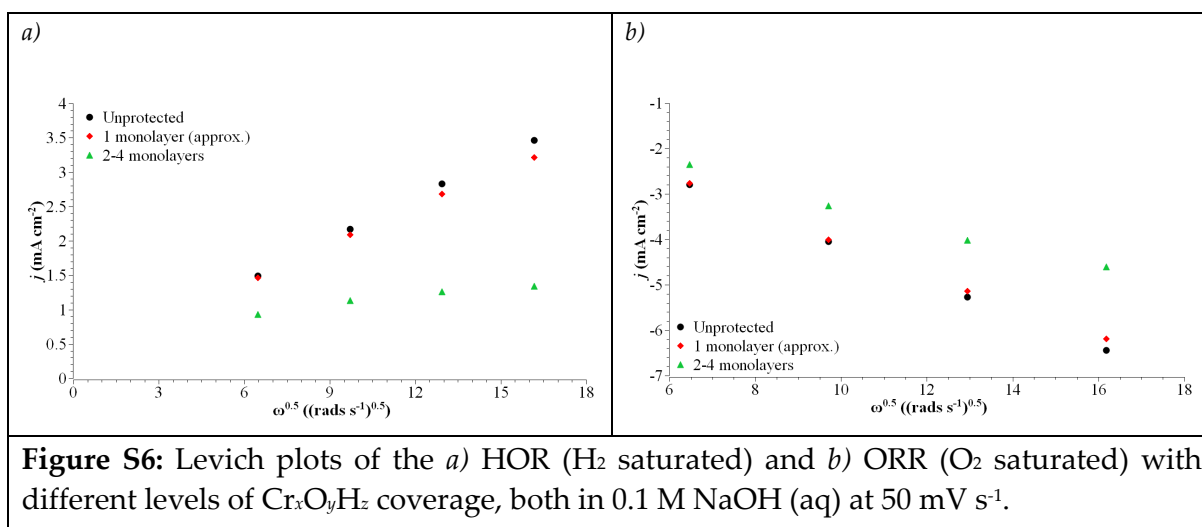 a)
j (mA cm⁻²)
4
3.5
3
2.5
2
1.5
1
0.5
0
Unprotected
1 monolayer (approx.)
2-4 monolayers
0 3 6 9 12 15 18
ω⁰·⁵ ((rads s⁻¹)⁰·⁵)
b)
j (mA cm⁻²)
-1
-2
-3
-4
-5
-6
-7
Unprotected
1 monolayer (approx.)
2-4 monolayers
6 8 10 12 14 16 18
ω⁰·⁵ ((rads s⁻¹)⁰·⁵)
Figure S6: Levich plots of the a) HOR (H₂ saturated) and b) ORR (O₂ saturated) with
different levels of CrₓOᵧH_z coverage, both in 0.1 M NaOH (aq) at 50 mV s⁻¹.